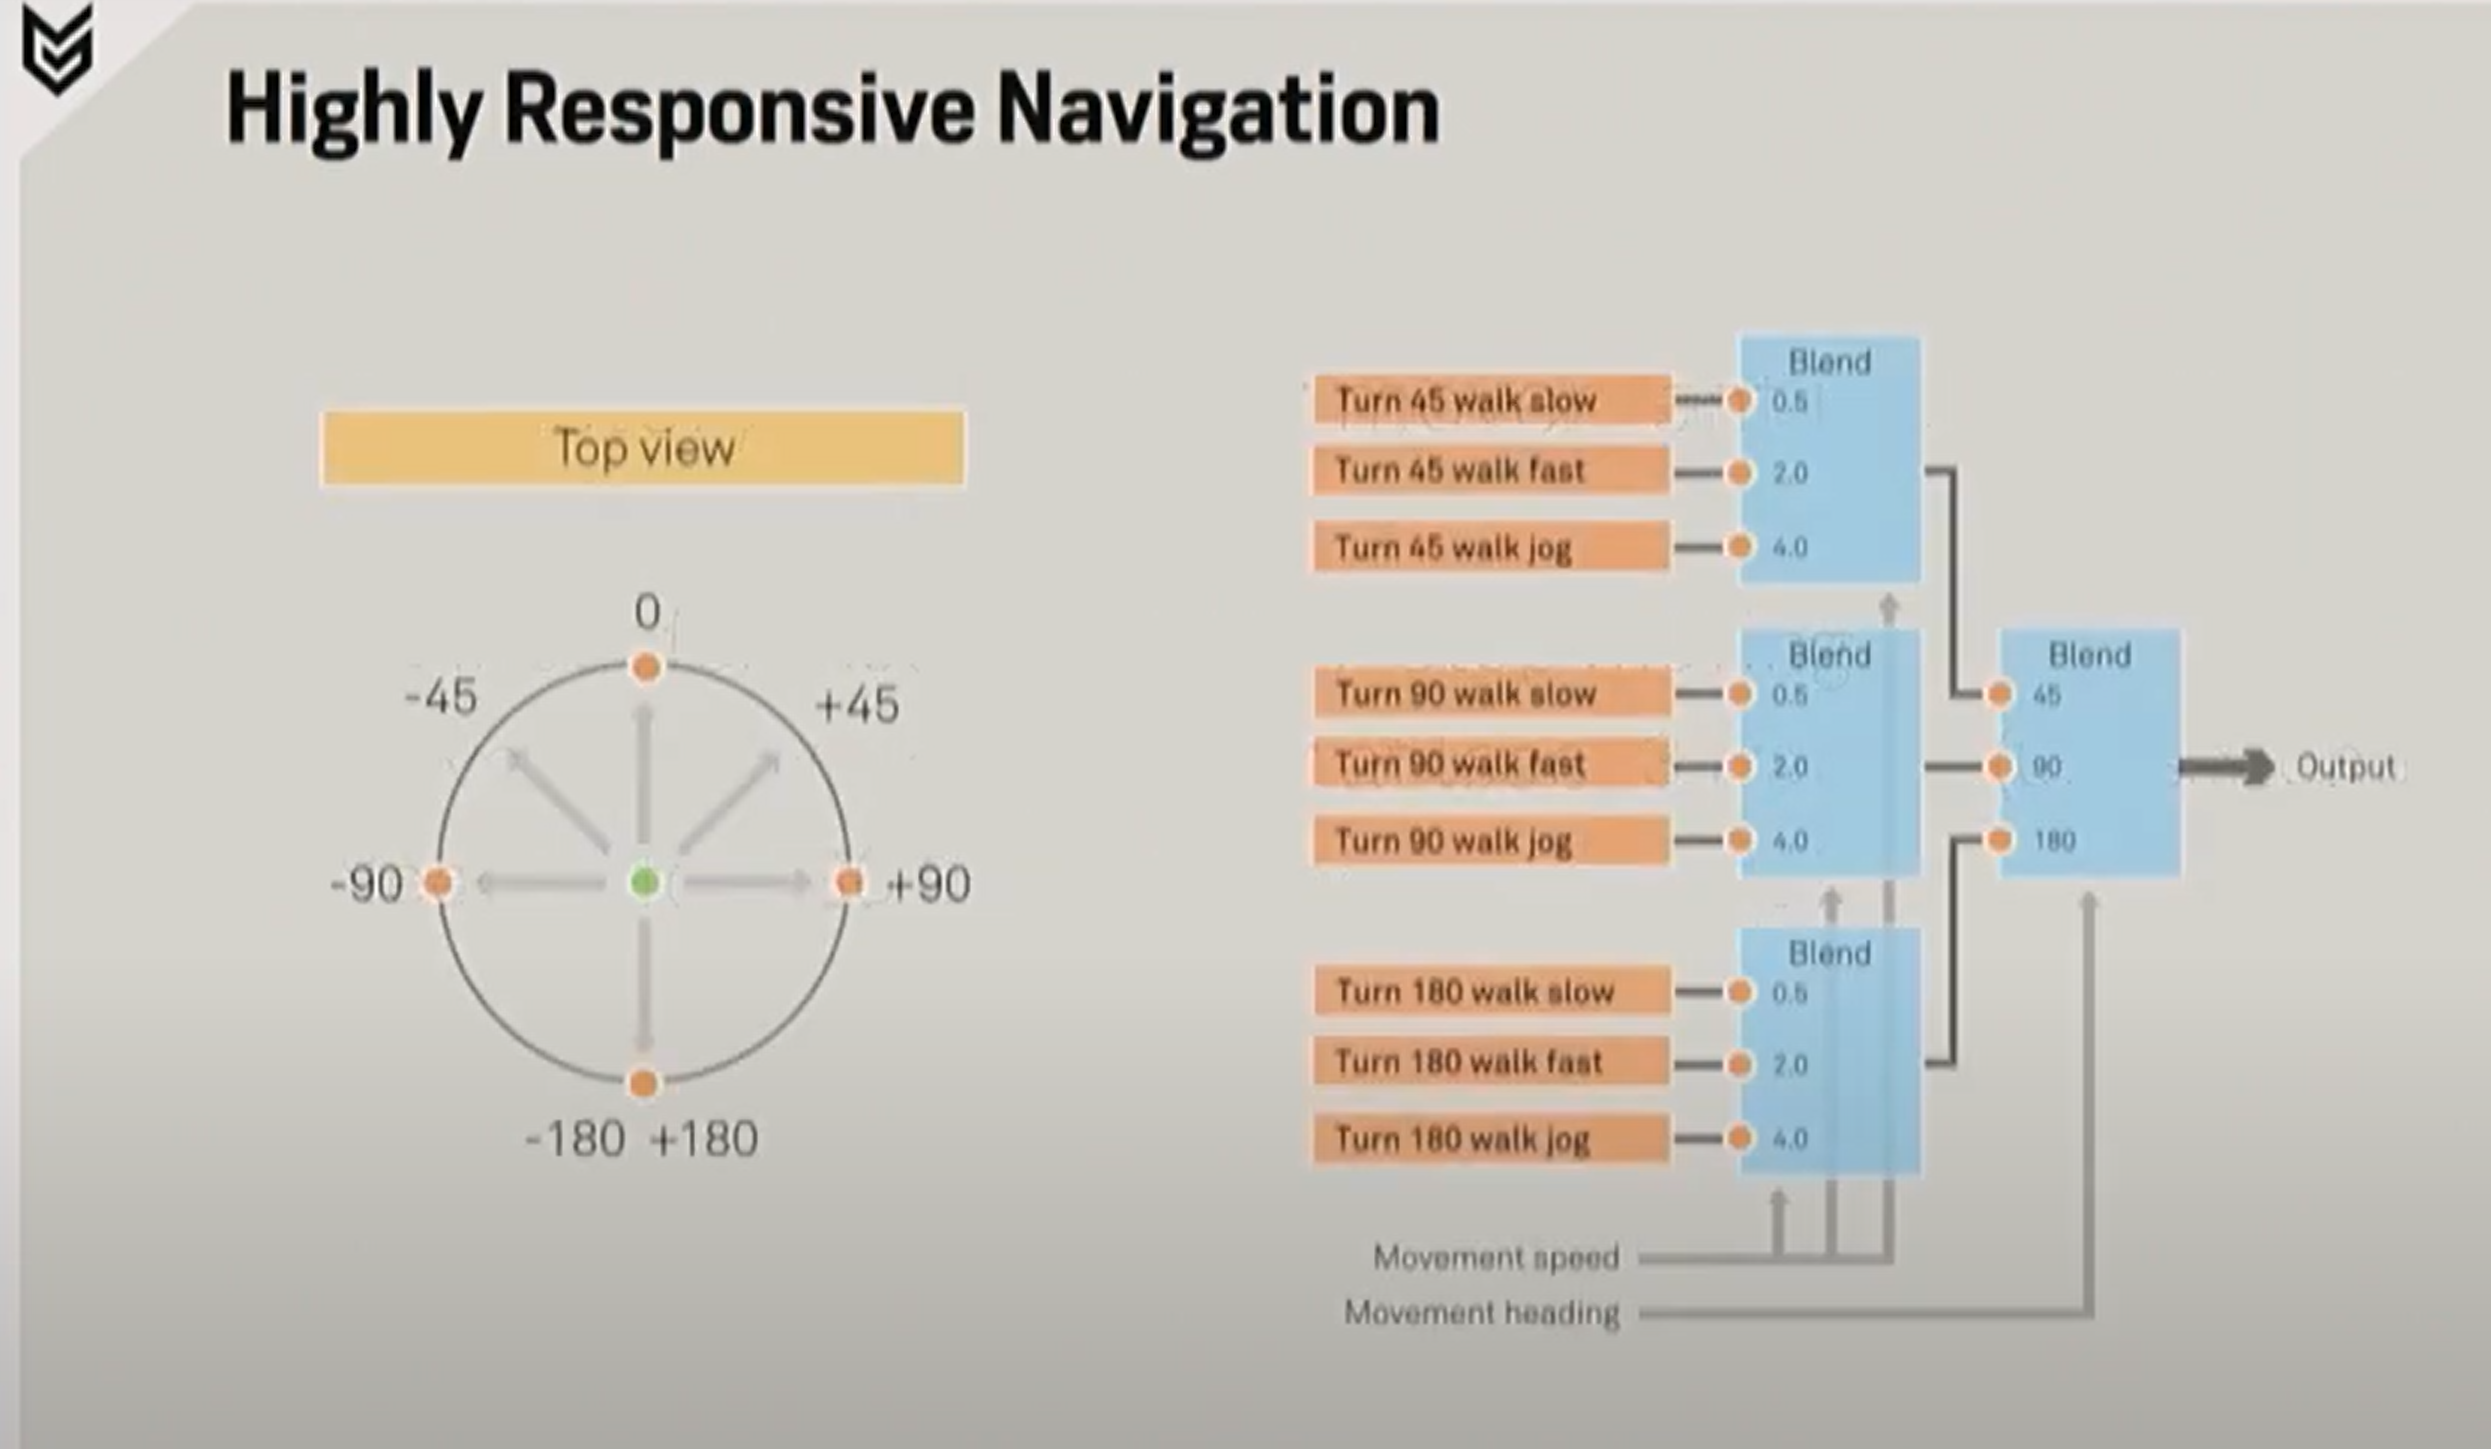 Highly Responsive Navigation
Top view
0
-45
+45
-90
+90
-180 +180
Blend
Turn 45 walk slow
0.5
Turn 45 walk fast
2.0
Turn 45 walk jog
4.0
Blend
Turn 90 walk slow
0.5
Turn 90 walk fast
2.0
Turn 90 walk jog
4.0
Blend
Turn 180 walk slow
0.5
Turn 180 walk fast
2.0
Turn 180 walk jog
4.0
Blend
45
90
180
Output
Movement speed
Movement heading